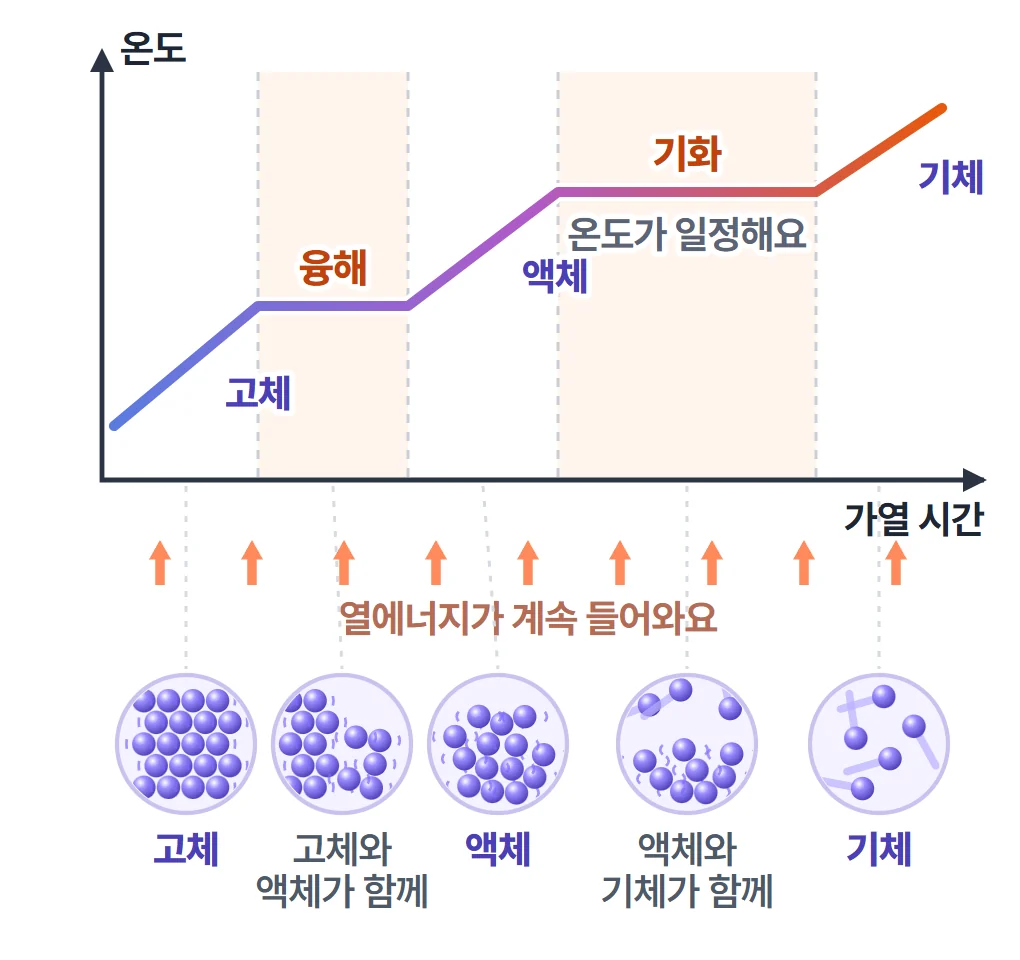 온도
기화
기체
온도가 일정해요
융해
액체
고체
가열 시간
열에너지가 계속 들어와요
고체
고체와
액체가 함께
액체
액체와
기체가 함께
기체